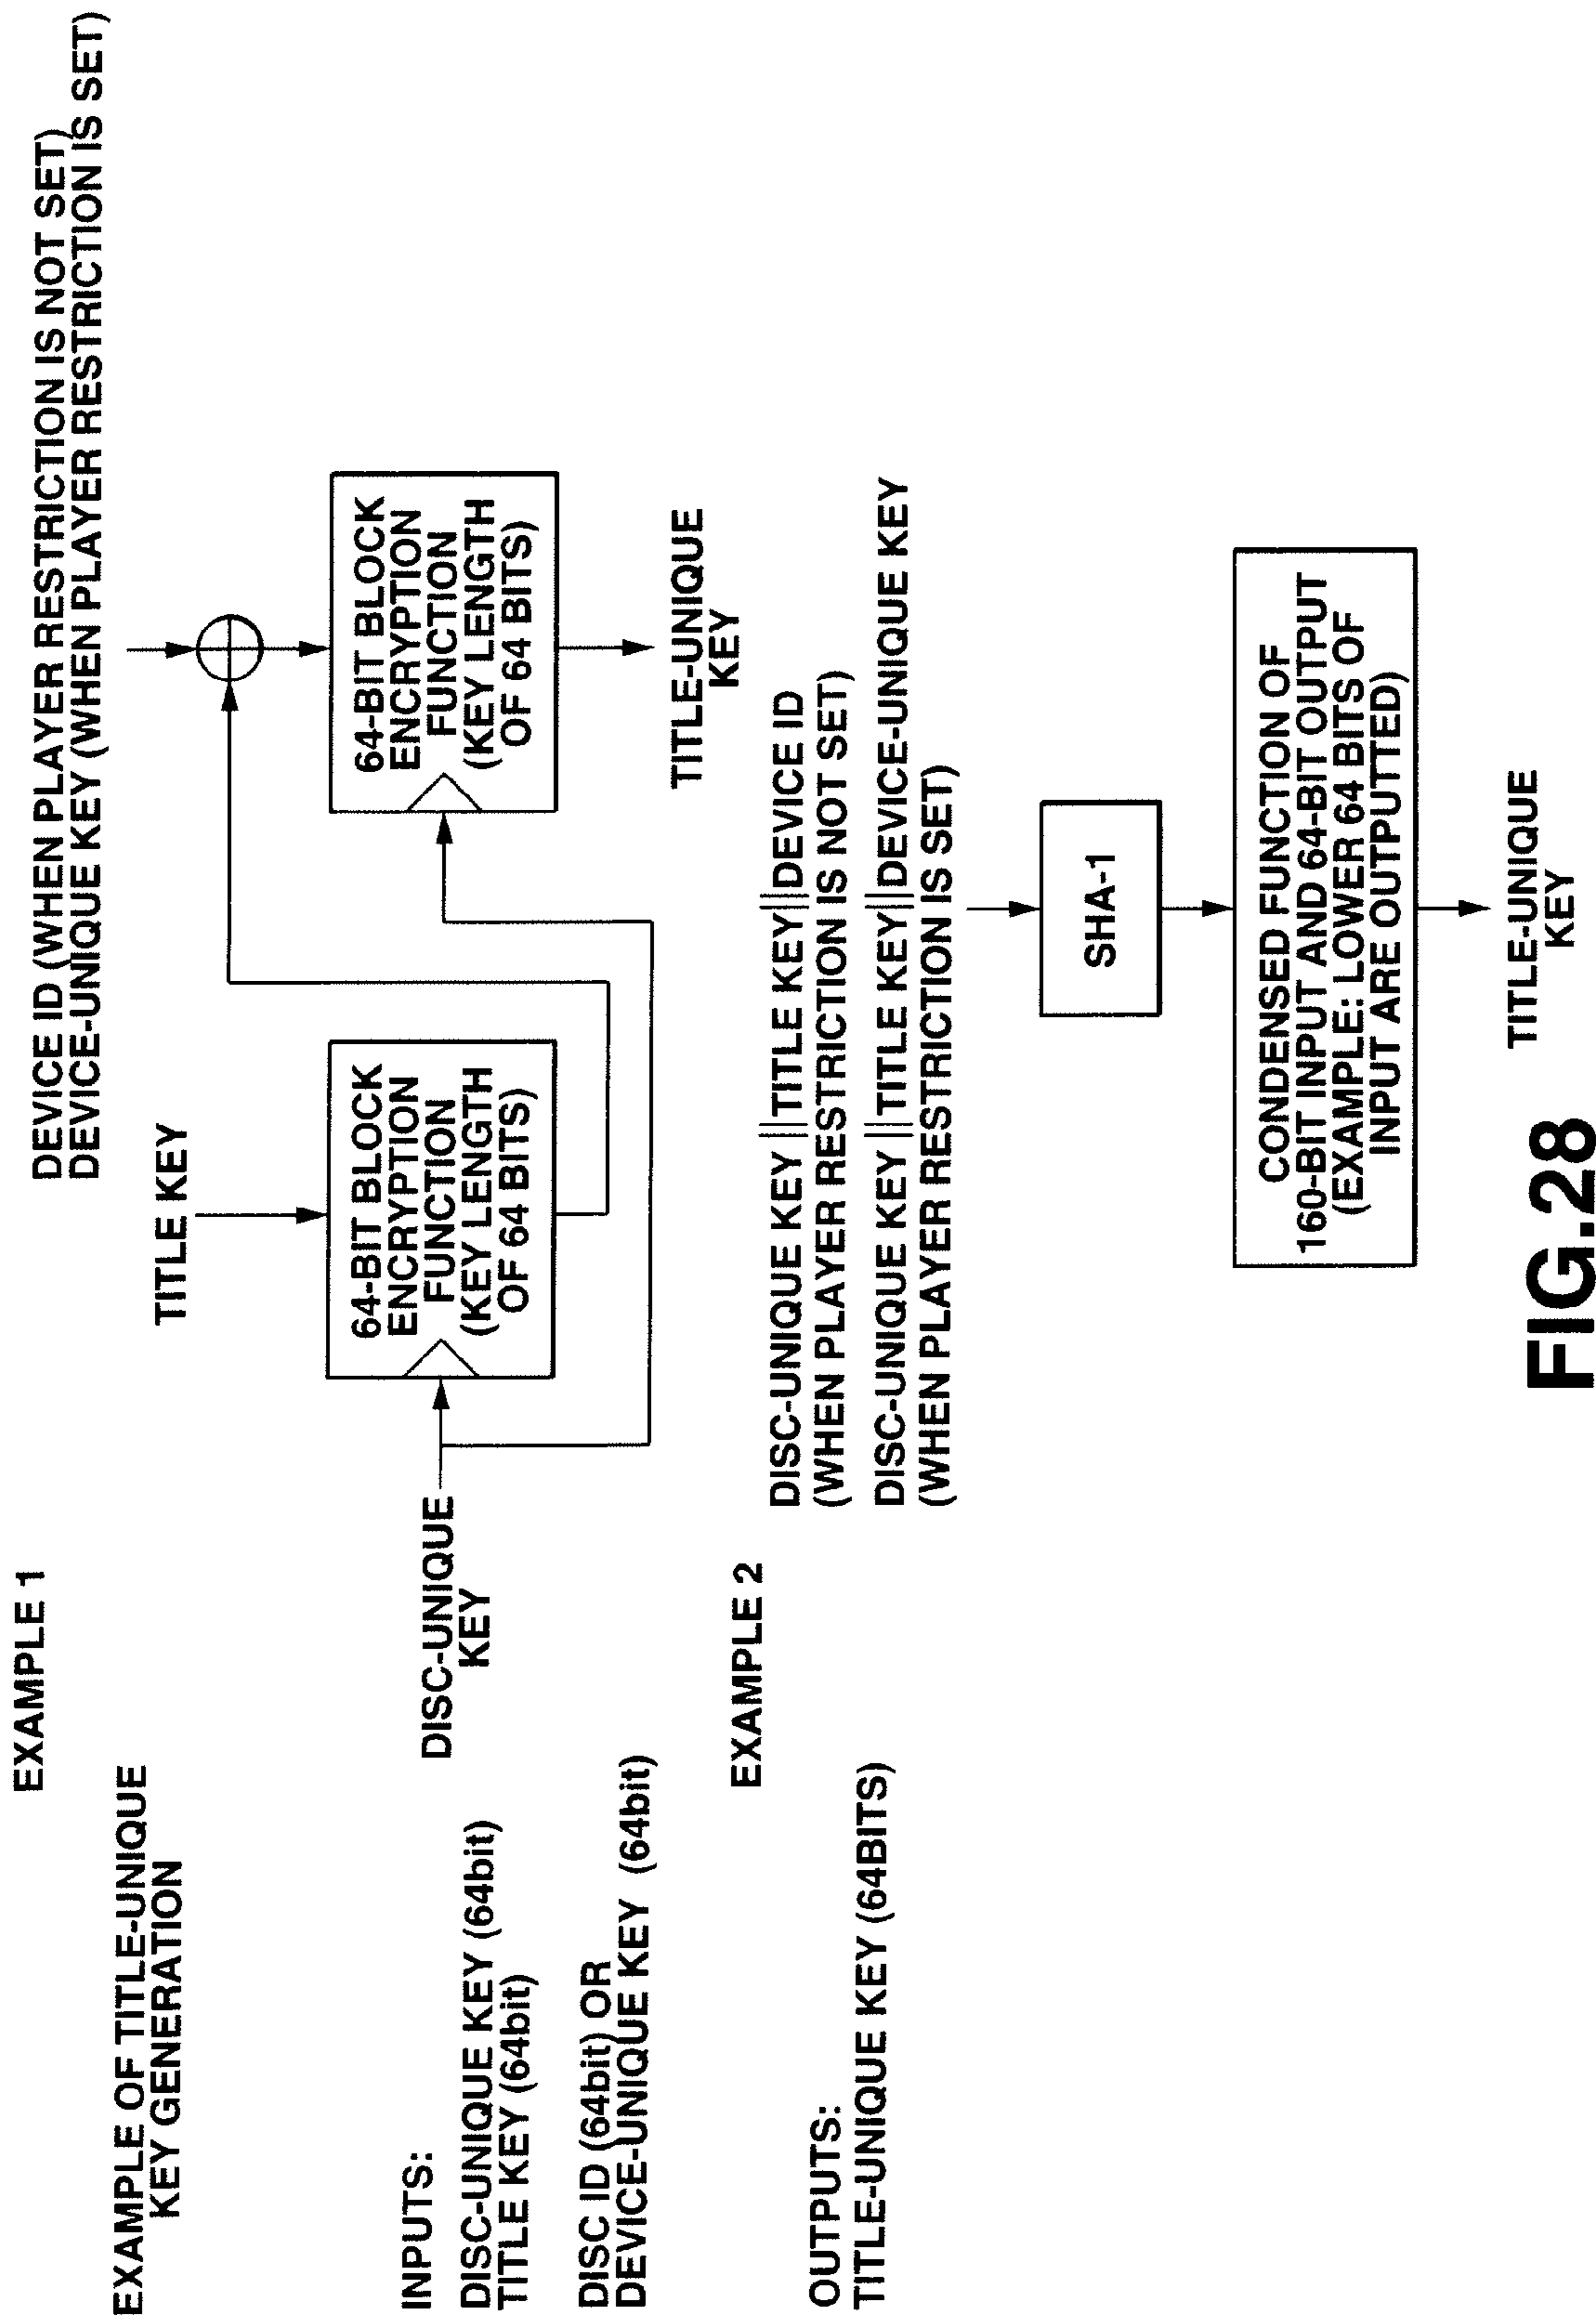 EXAMPLE OF TITLE-UNIQUE
KEY GENERATION
INPUTS:
DISC-UNIQUE KEY (64bit)
TITLE KEY (64bit)
DISC ID (64bit) OR
DEVICE-UNIQUE KEY (64bit)
OUTPUTS:
TITLE-UNIQUE KEY (64BITS)
EXAMPLE 1
DEVICE ID (WHEN PLAYER RESTRICTION IS NOT SET)
DEVICE-UNIQUE KEY (WHEN PLAYER RESTRICTION IS SET)
TITLE KEY
DISC-UNIQUE
KEY
64-BIT BLOCK
ENCRYPTION
FUNCTION
(KEY LENGTH
OF 64 BITS)
64-BIT BLOCK
ENCRYPTION
FUNCTION
(KEY LENGTH
OF 64 BITS)
TITLE-UNIQUE
KEY
EXAMPLE 2
DISC-UNIQUE KEY || TITLE KEY || DEVICE ID
(WHEN PLAYER RESTRICTION IS NOT SET)
DISC-UNIQUE KEY || TITLE KEY || DEVICE-UNIQUE KEY
(WHEN PLAYER RESTRICTION IS SET)
SHA-1
CONDENSED FUNCTION OF
160-BIT INPUT AND 64-BIT OUTPUT
(EXAMPLE: LOWER 64 BITS OF
INPUT ARE OUTPUTTED)
TITLE-UNIQUE
KEY
FIG.28